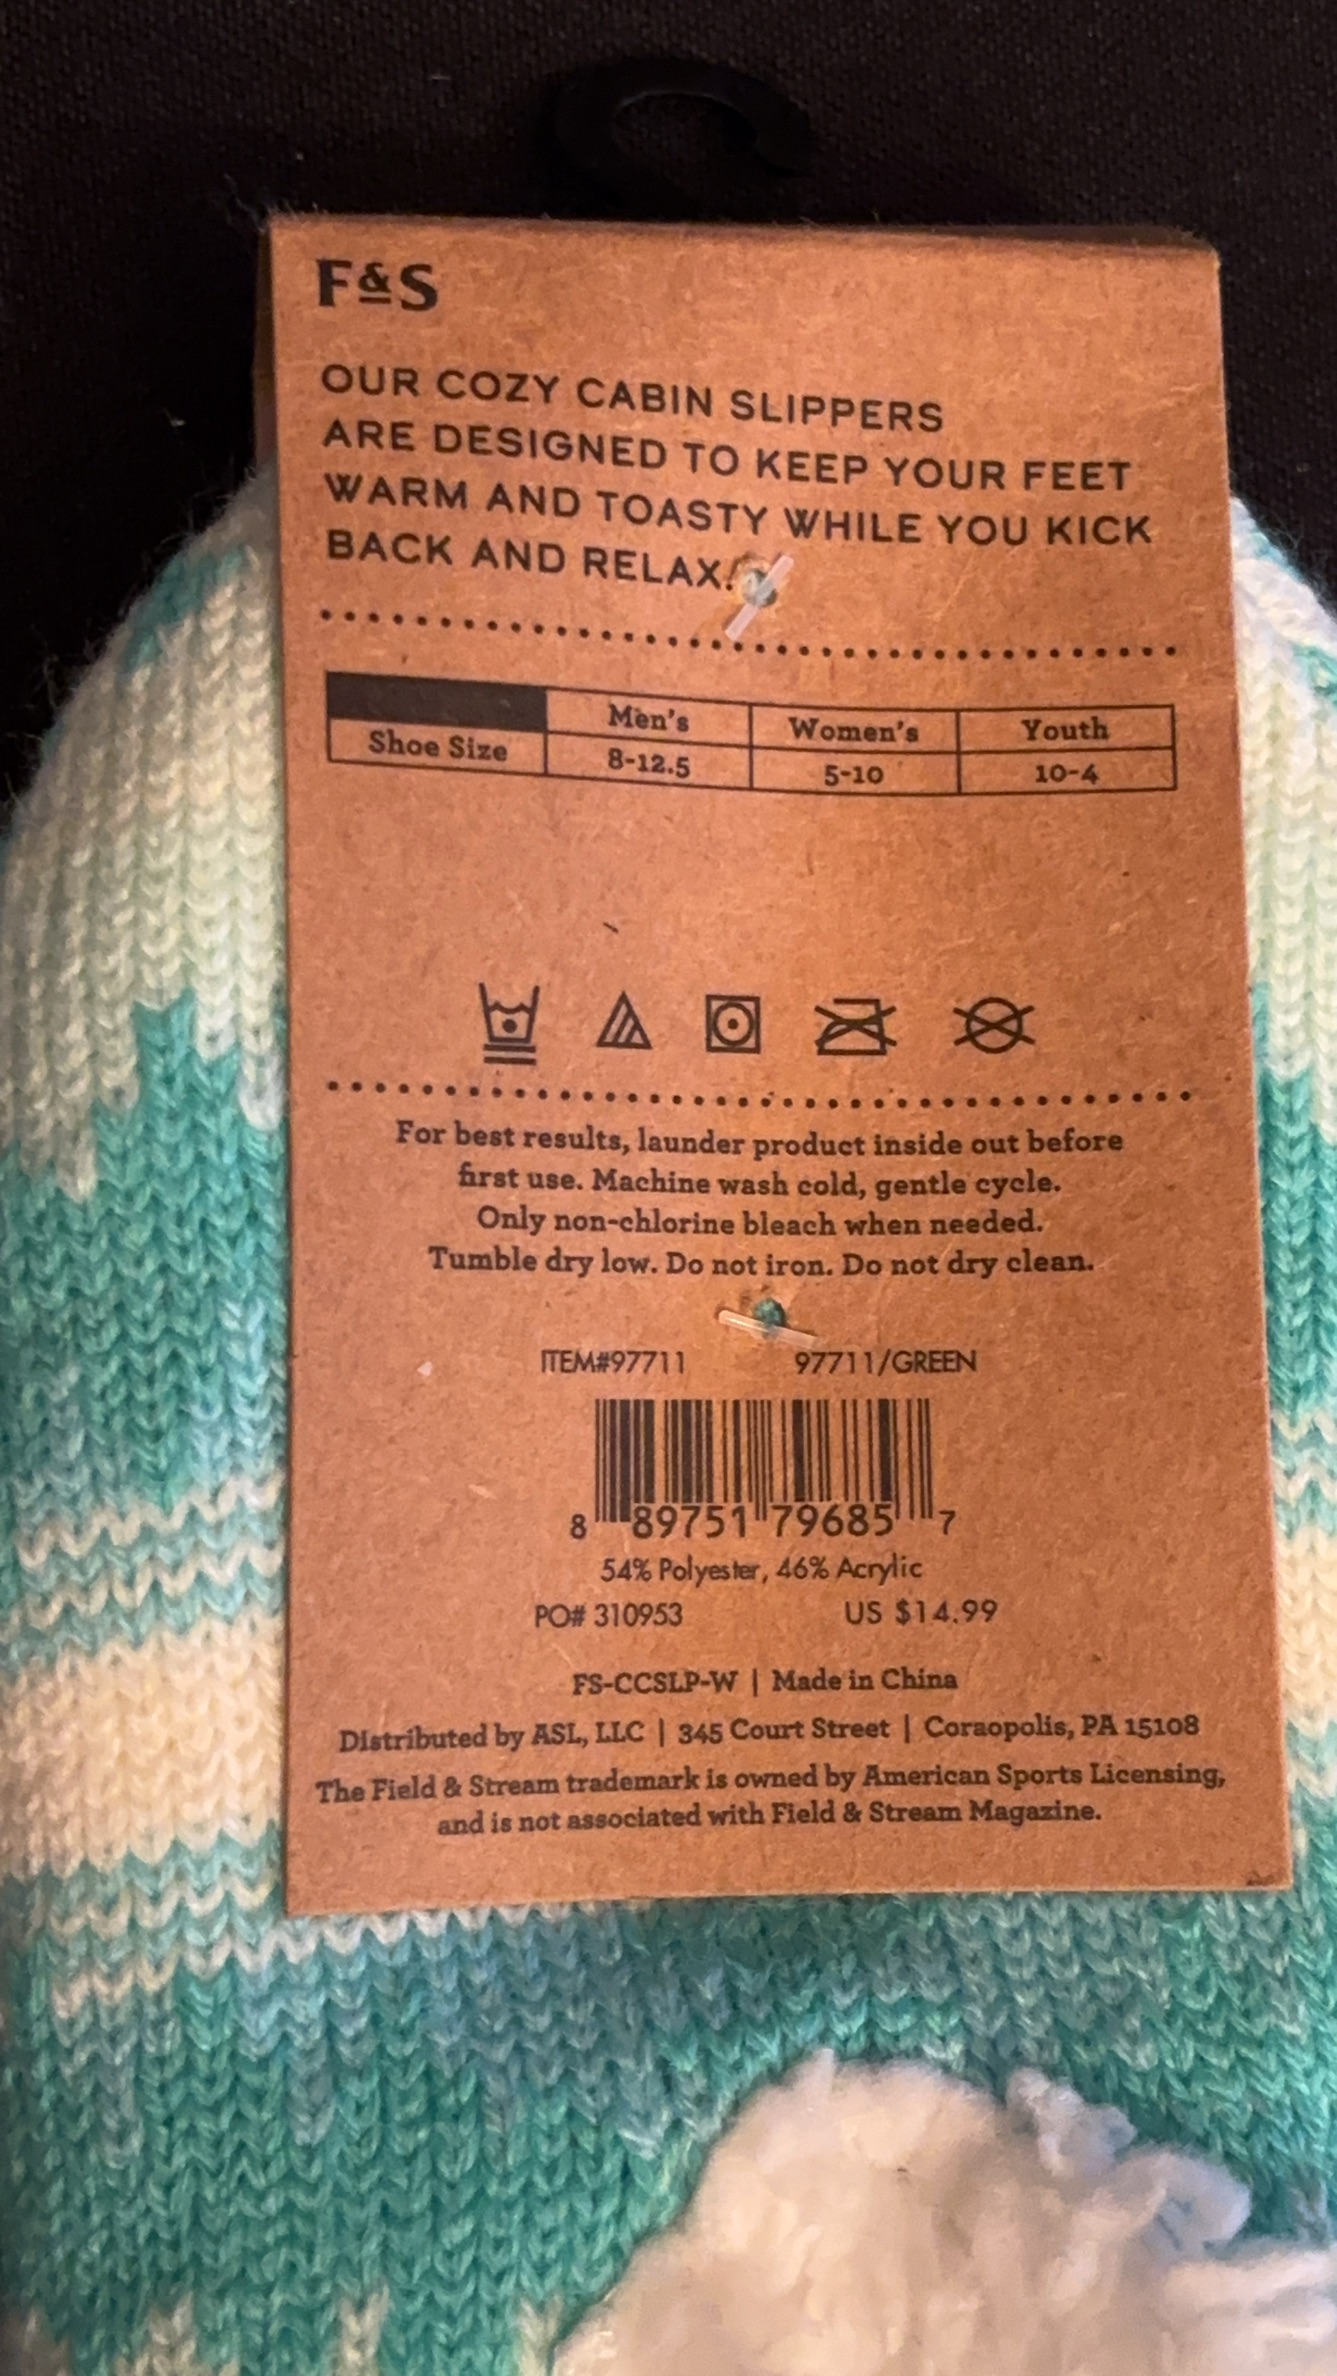 F&S
OUR COZY CABIN SLIPPERS
ARE DESIGNED TO KEEP YOUR FEET
WARM AND TOASTY WHILE YOU KICK
BACK AND RELAX!
Men's Women's Youth
Shoe Size 8-12.5 5-10 10-4
For best results, launder product inside out before
first use. Machine wash cold, gentle cycle.
Only non-chlorine bleach when needed.
Tumble dry low. Do not iron. Do not dry clean.
ITEM#97711 97711/GREEN
8 89751 79685 7
54% Polyester, 46% Acrylic
PO# 310953 US $14.99
FS-CCSLP-W | Made in China
Distributed by ASL, LLC | 345 Court Street | Coraopolis, PA 15108
The Field & Stream trademark is owned by American Sports Licensing,
and is not associated with Field & Stream Magazine.